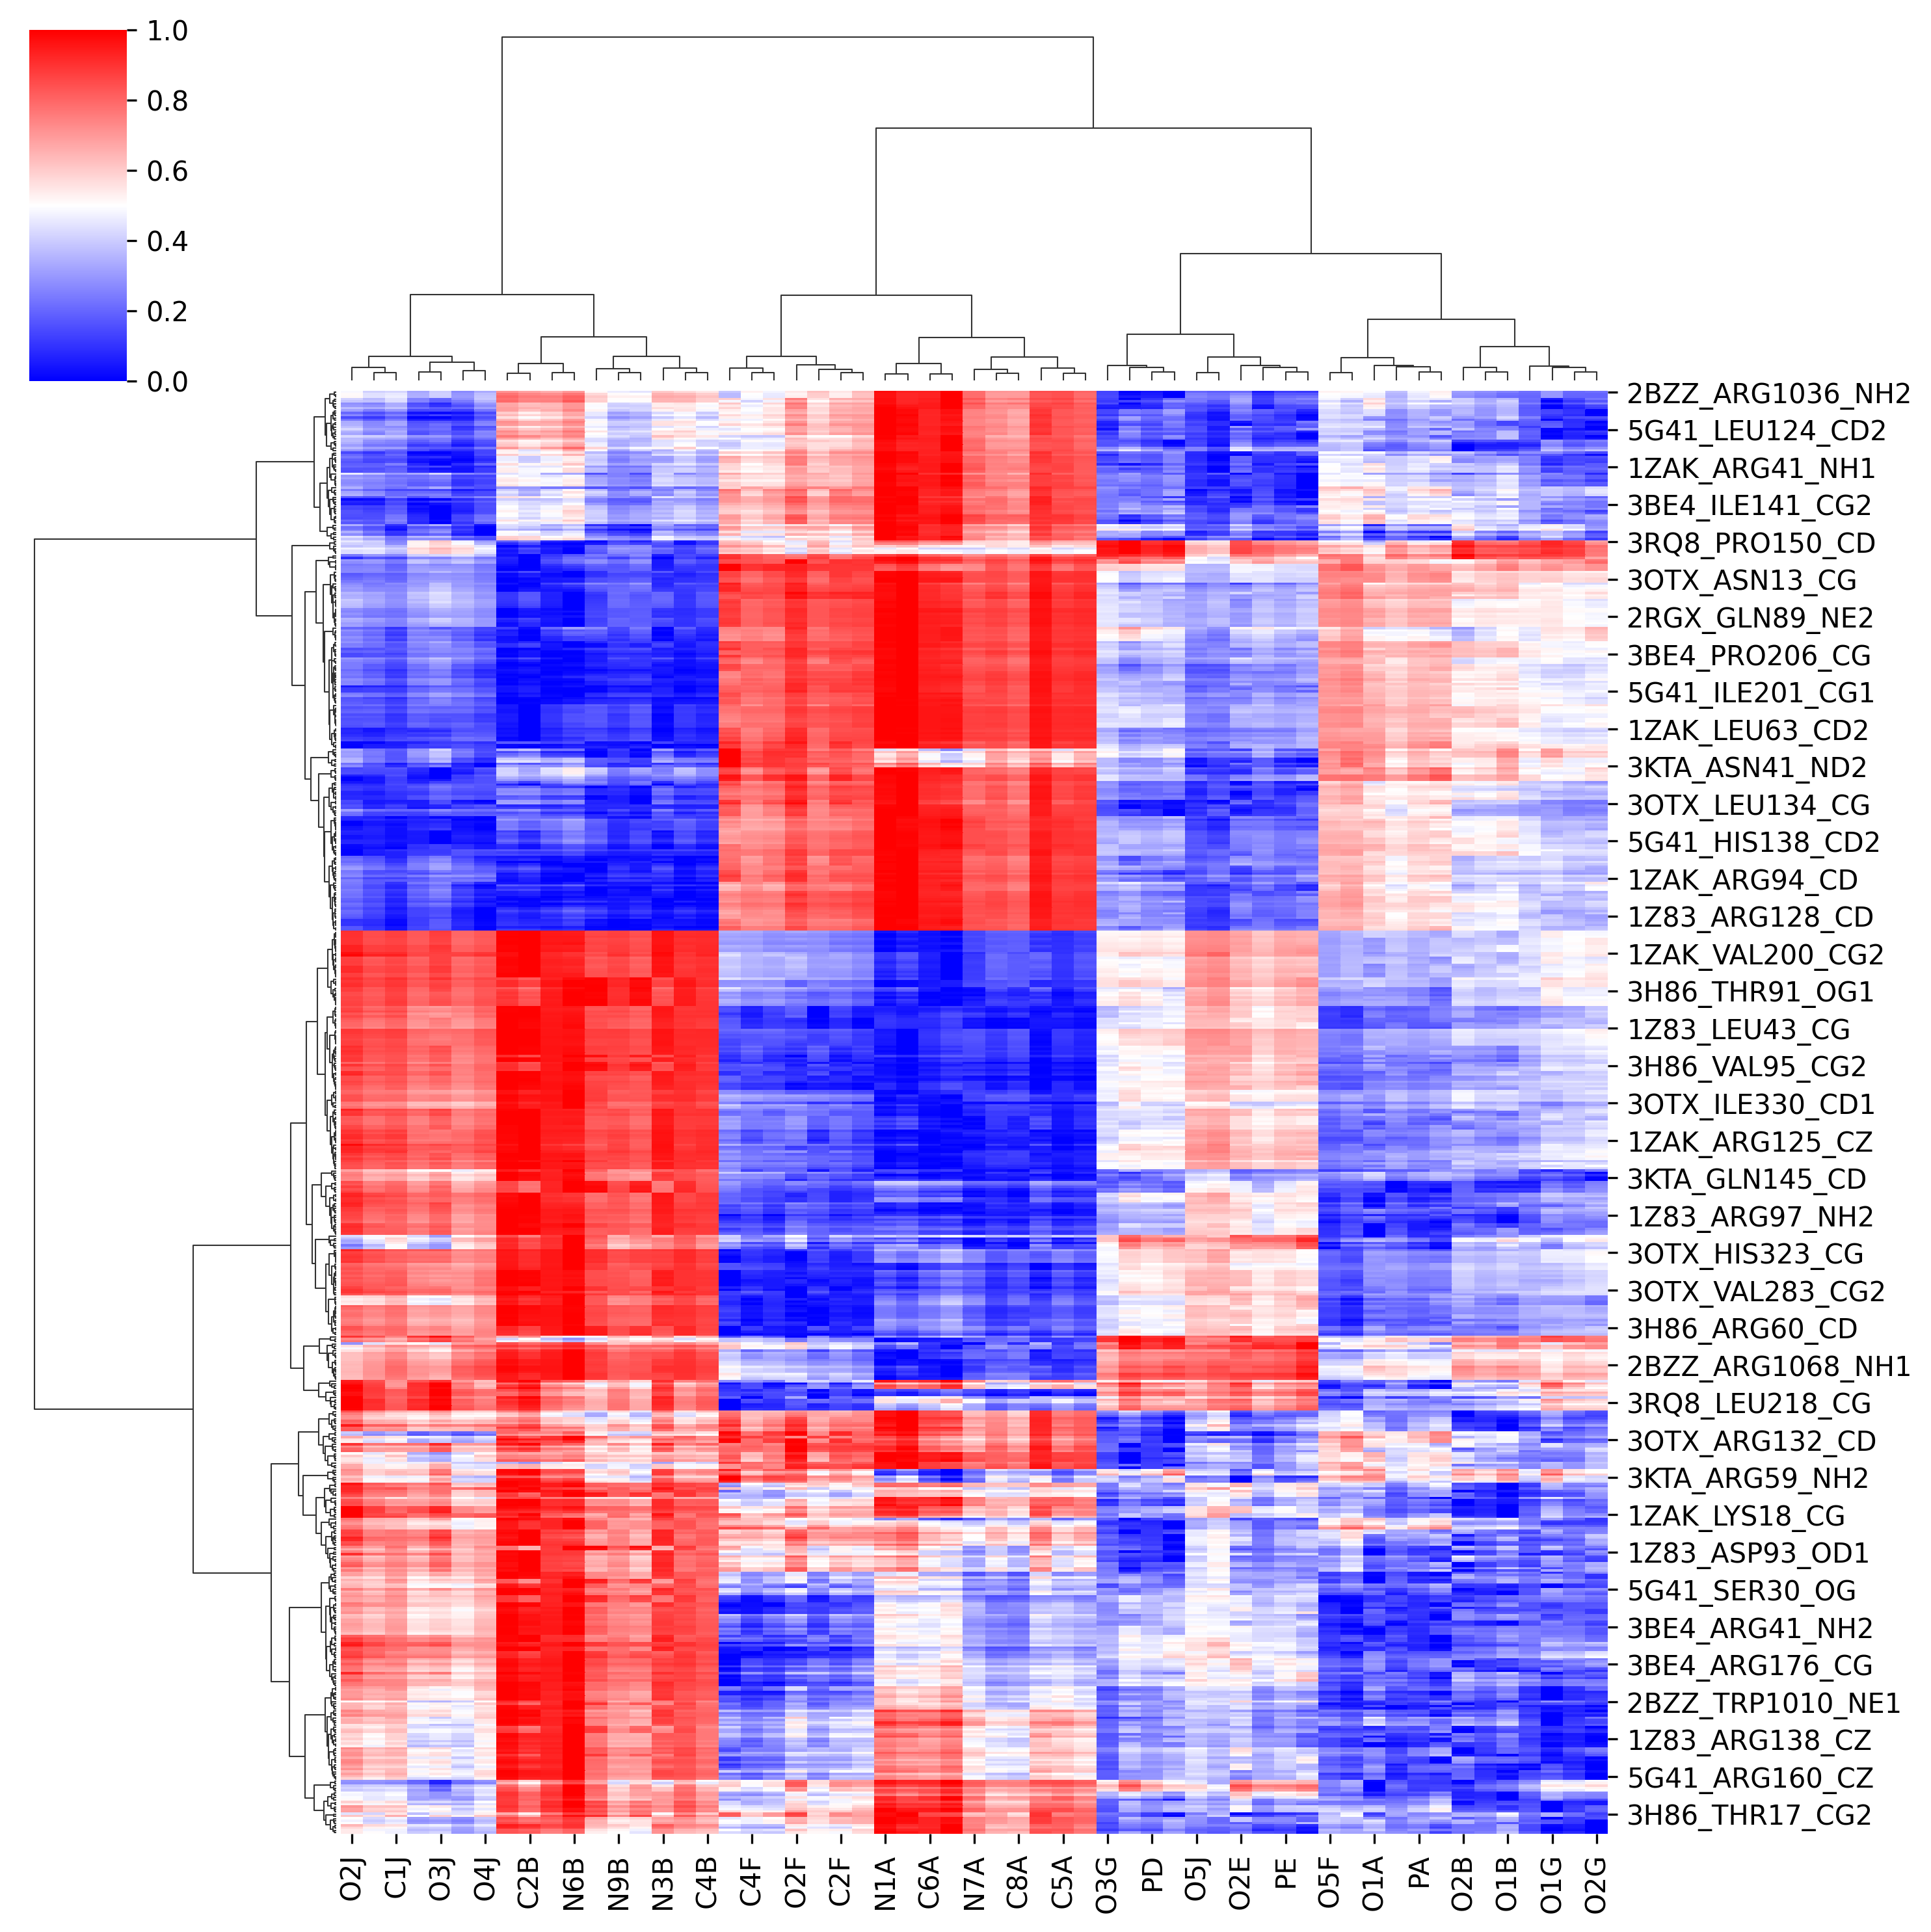 1.0
0.8
0.6
0.4
0.2
0.0
2BZZ_ARG1036_NH2
5G41_LEU124_CD2
1ZAK_ARG41_NH1
3BE4_ILE141_CG2
3RQ8_PRO150_CD
3OTX_ASN13_CG
2RGX_GLN89_NE2
3BE4_PRO206_CG
5G41_ILE201_CG1
1ZAK_LEU63_CD2
3KTA_ASN41_ND2
3OTX_LEU134_CG
5G41_HIS138_CD2
1ZAK_ARG94_CD
1Z83_ARG128_CD
1ZAK_VAL200_CG2
3H86_THR91_OG1
1Z83_LEU43_CG
3H86_VAL95_CG2
3OTX_ILE330_CD1
1ZAK_ARG125_CZ
3KTA_GLN145_CD
1Z83_ARG97_NH2
3OTX_HIS323_CG
3OTX_VAL283_CG2
3H86_ARG60_CD
2BZZ_ARG1068_NH1
3RQ8_LEU218_CG
3OTX_ARG132_CD
3KTA_ARG59_NH2
1ZAK_LYS18_CG
1Z83_ASP93_OD1
5G41_SER30_OG
3BE4_ARG41_NH2
3BE4_ARG176_CG
2BZZ_TRP1010_NE1
1Z83_ARG138_CZ
5G41_ARG160_CZ
3H86_THR17_CG2
O2J
C1J
O3J
O4J
C2B
N6B
N9B
N3B
C4B
C4F
O2F
C2F
N1A
C6A
N7A
C8A
C5A
O3G
PD
O5J
O2E
PE
O5F
O1A
PA
O2B
O1B
O1G
O2G